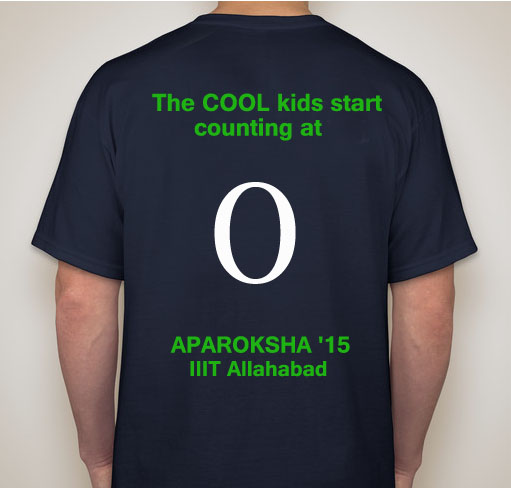 The COOL kids start
counting at
0
APAROKSHA '15
IIIT Allahabad